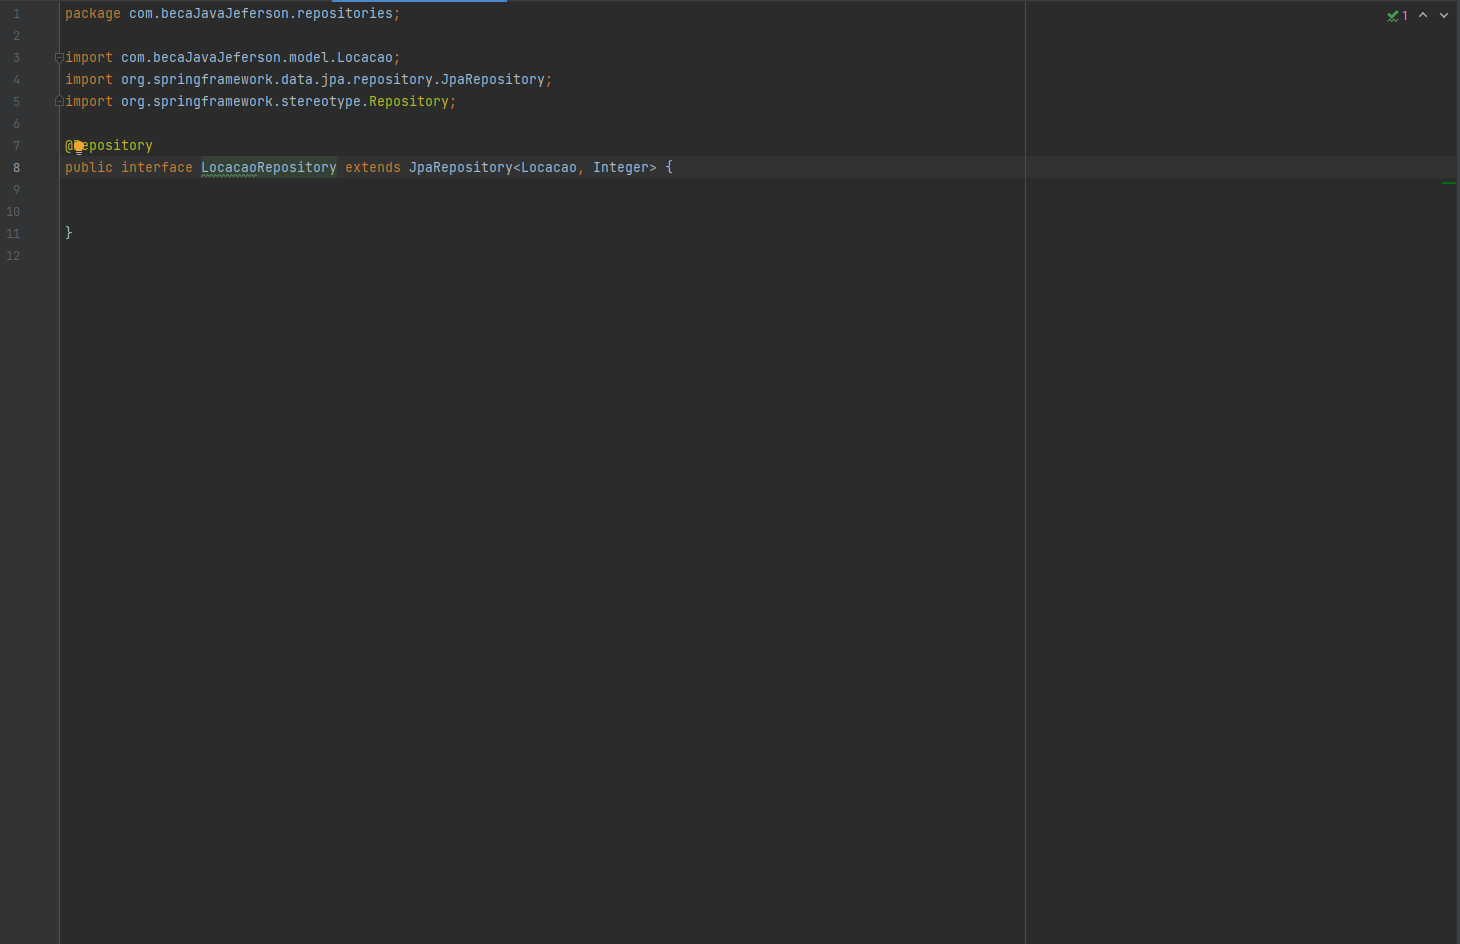 1 package com.becaJavaJeferson.repositories;
2
3 import com.becaJavaJeferson.model.Locacao;
4 import org.springframework.data.jpa.repository.JpaRepository;
5 import org.springframework.stereotype.Repository;
6
7 @Repository
8 public interface LocacaoRepository extends JpaRepository<Locacao, Integer> {
9
10
11 }
12
1